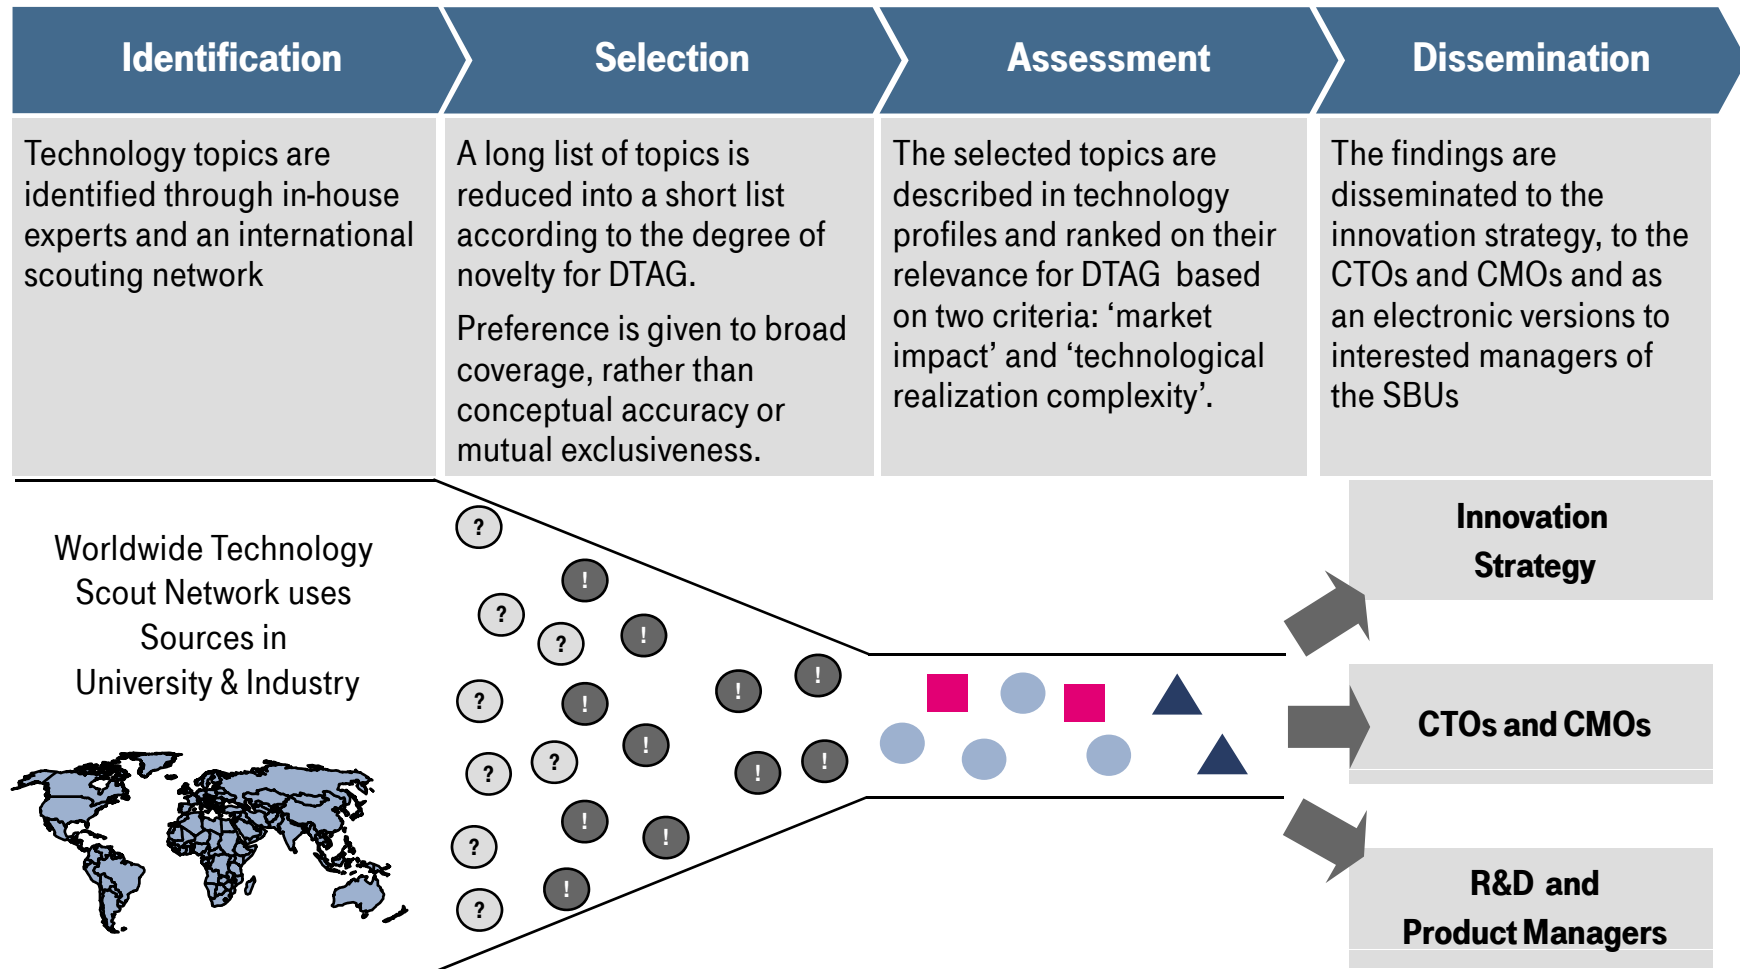 Identification
Selection
Assessment
Dissemination
Technology topics are
identified through in-house
experts and an international
scouting network
A long list of topics is
reduced into a short list
according to the degree of
novelty for DTAG.
Preference is given to broad
coverage, rather than
conceptual accuracy or
mutual exclusiveness.
The selected topics are
described in technology
profiles and ranked on their
relevance for DTAG  based
on two criteria: ‘market
impact’ and ‘technological
realization complexity’.
The findings are
disseminated to the
innovation strategy, to the
CTOs and CMOs and as
an electronic versions to
interested managers of
the SBUs
Worldwide Technology
Scout Network uses
Sources in
University & Industry
?
!
?
!
?
!
!
?
!
!
!
?
?
!
!
!
?
!
!
?
Innovation
Strategy
CTOs and CMOs
R&D  and
Product Managers